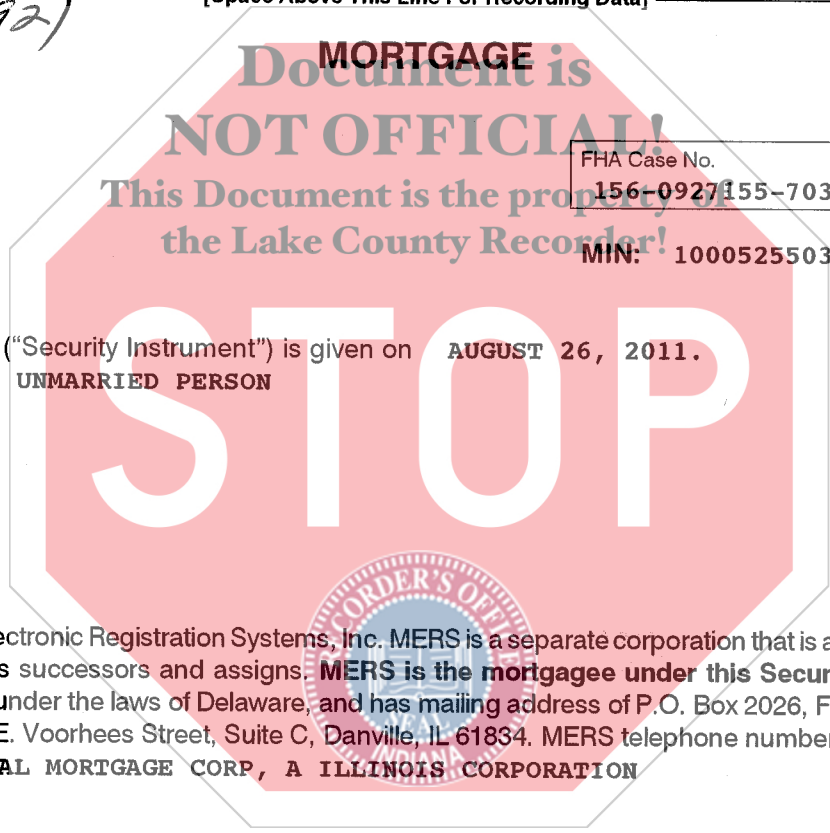 92)
[Space Above This Line For Recording Data]
MORTGAGE
Document is
NOT OFFICIAL!
FHA Case No.
156-0927155-703
This Document is the property of
the Lake County Recorder!
MIN: 1000525503
STOP
("Security Instrument") is given on AUGUST 26, 2011.
UNMARRIED PERSON
RECORDER'S OFFICE
SEAL
INDIANA
ectronic Registration Systems, Inc. MERS is a separate corporation that is a
s successors and assigns. MERS is the mortgagee under this Secur
under the laws of Delaware, and has mailing address of P.O. Box 2026, F
E. Voorhees Street, Suite C, Danville, IL 61834. MERS telephone number
AL MORTGAGE CORP, A ILLINOIS CORPORATION